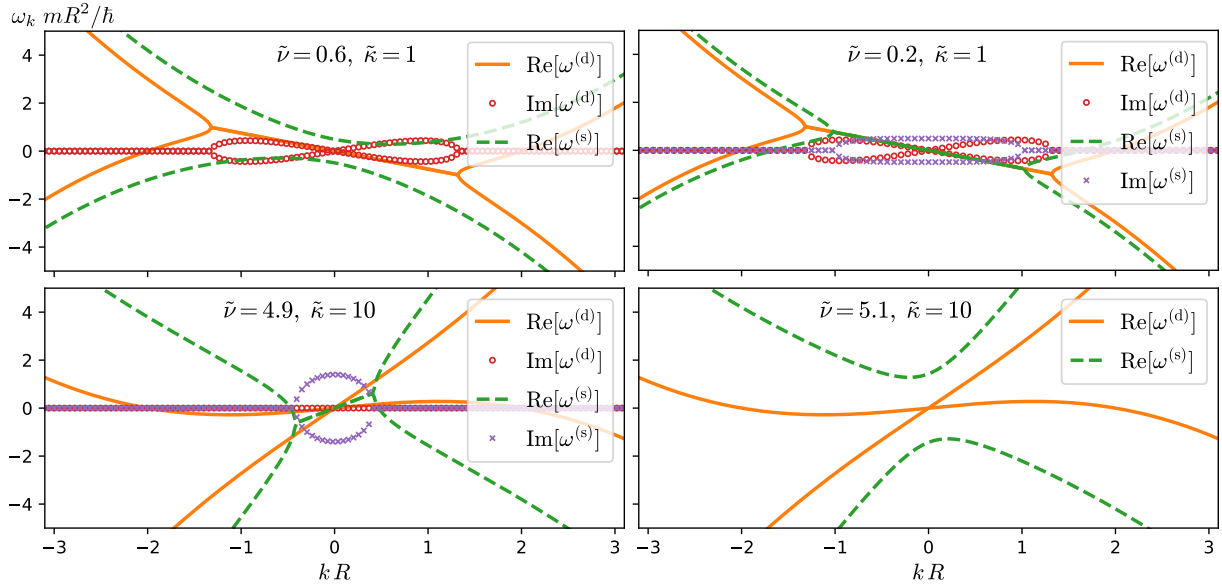 ω_k mR²/ħ
ν̃ = 0.6, κ̃ = 1
Re[ω^(d)]
Im[ω^(d)]
Re[ω^(s)]
4
2
0
−2
−4
ν̃ = 0.2, κ̃ = 1
Re[ω^(d)]
Im[ω^(d)]
Re[ω^(s)]
Im[ω^(s)]
ν̃ = 4.9, κ̃ = 10
Re[ω^(d)]
Im[ω^(d)]
Re[ω^(s)]
Im[ω^(s)]
4
2
0
−2
−4
−3 −2 −1 0 1 2 3
k R
ν̃ = 5.1, κ̃ = 10
Re[ω^(d)]
Re[ω^(s)]
−3 −2 −1 0 1 2 3
k R